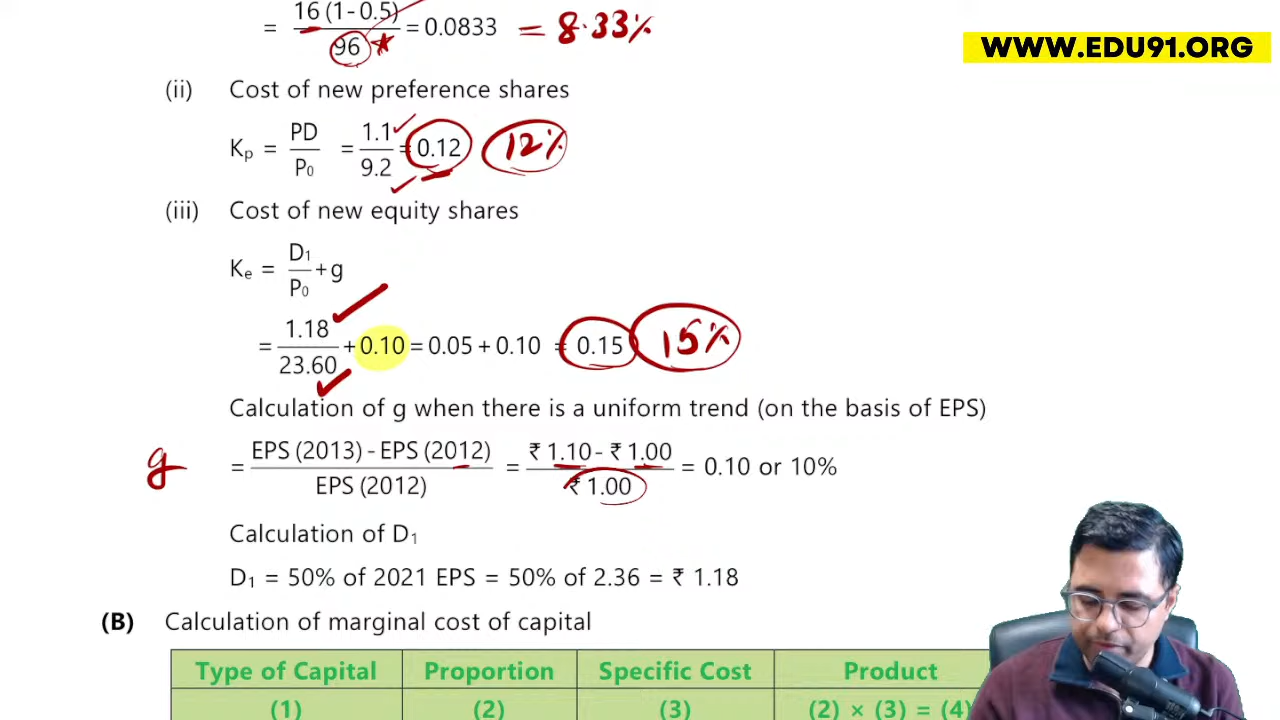 = 16 (1-0.5) / 96 = 0.0833 = 8.33%
WWW.EDU91.ORG
(ii) Cost of new preference shares
Kp = PD / P0 = 1.1 / 9.2 = 0.12 12%
(iii) Cost of new equity shares
Ke = D1 / P0 + g
= 1.18 / 23.60 + 0.10 = 0.05 + 0.10 = 0.15 15%
Calculation of g when there is a uniform trend (on the basis of EPS)
g = EPS (2013) - EPS (2012) / EPS (2012) = ₹ 1.10 - ₹ 1.00 / ₹ 1.00 = 0.10 or 10%
Calculation of D1
D1 = 50% of 2021 EPS = 50% of 2.36 = ₹ 1.18
(B) Calculation of marginal cost of capital
Type of Capital Proportion Specific Cost Product
(1) (2) (3) (2) × (3) = (4)